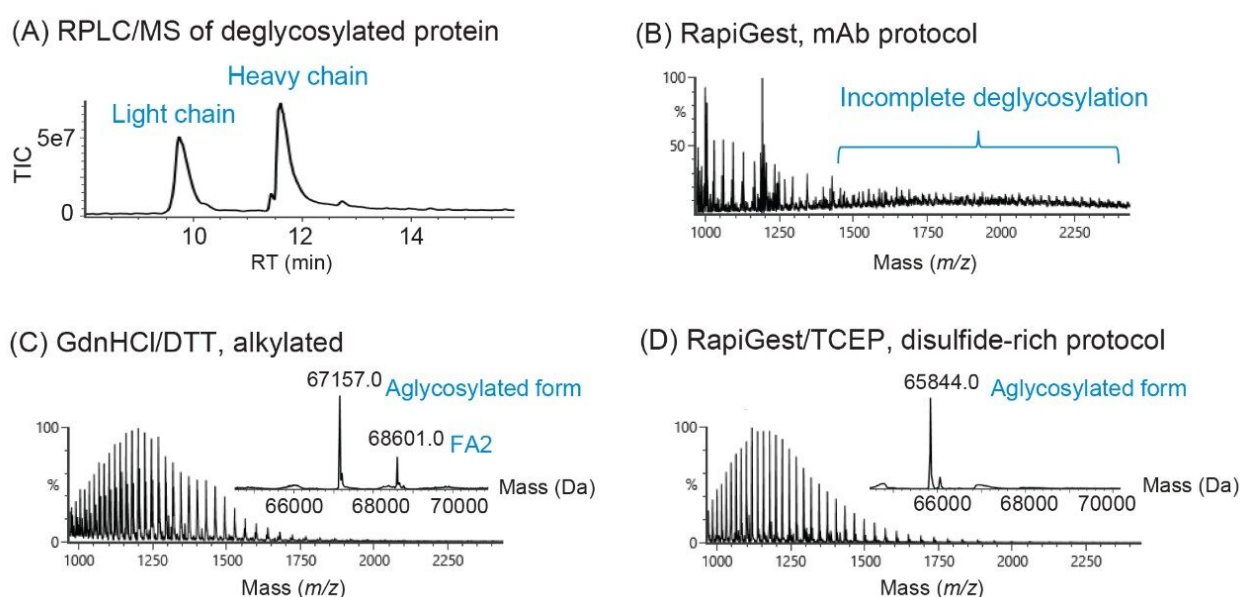 (A) RPLC/MS of deglycosylated protein
Heavy chain
Light chain
5e7
TIC
0
10 12 14
RT (min)
(B) RapiGest, mAb protocol
100
%
50
Incomplete deglycosylation
1000 1250 1500 1750 2000 2250
Mass (m/z)
(C) GdnHCl/DTT, alkylated
67157.0 Aglycosylated form
68601.0 FA2
100
%
0
66000 68000 70000 Mass (Da)
1000 1250 1500 1750 2000 2250
Mass (m/z)
(D) RapiGest/TCEP, disulfide-rich protocol
65844.0 Aglycosylated form
100
%
0
66000 68000 70000 Mass (Da)
1000 1250 1500 1750 2000 2250
Mass (m/z)